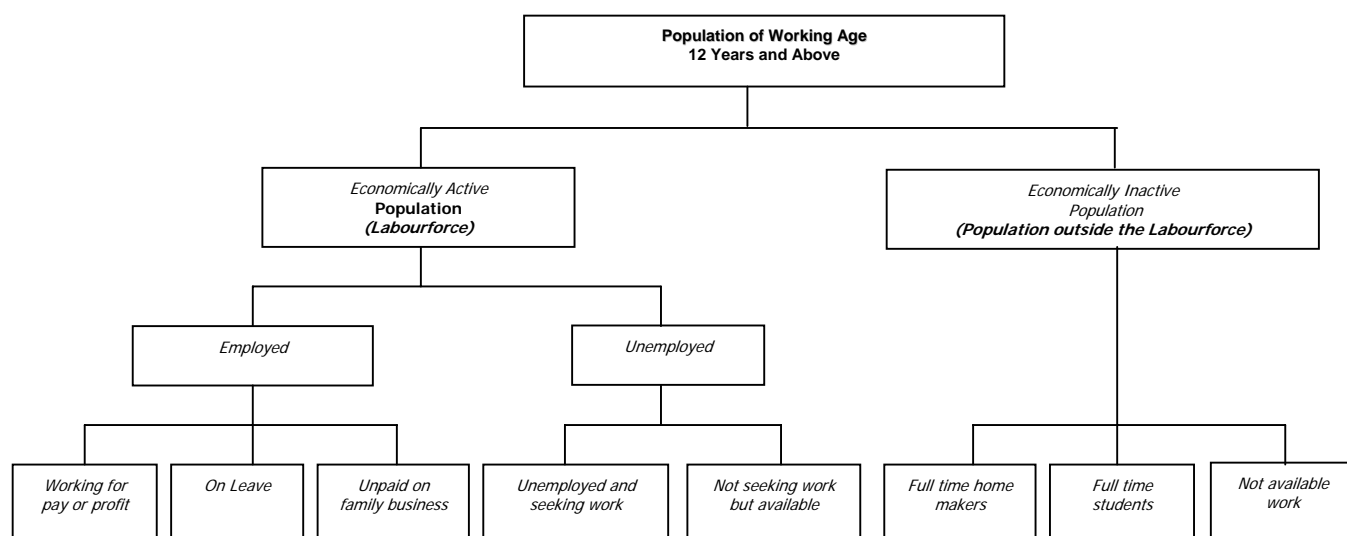 Population of Working Age
12 Years and Above
Economically Active
Population
(Labourforce)
Economically Inactive
Population
(Population outside the Labourforce)
Employed
Unemployed
Working for
pay or profit
On Leave
Unpaid on
family business
Unemployed and
seeking work
Not seeking work
but available
Full time home
makers
Full time
students
Not available
work